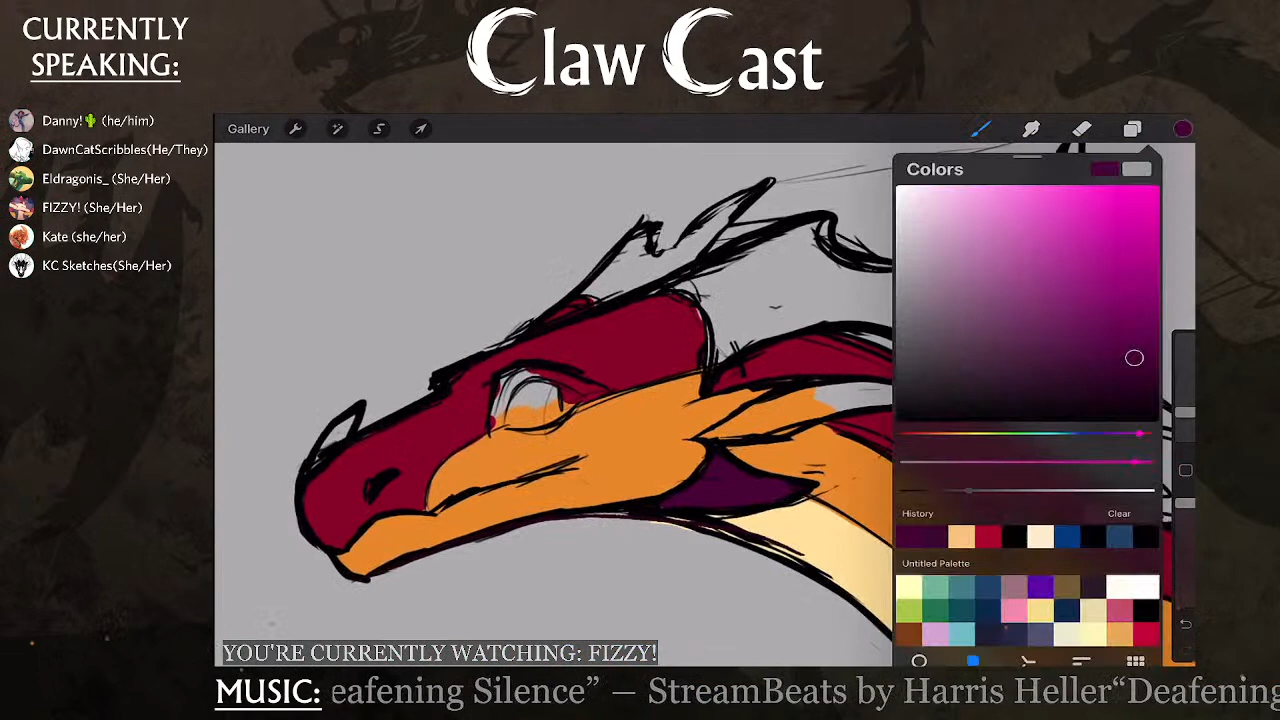 CURRENTLY
SPEAKING:
Claw Cast
Danny!🌵 (he/him)
DawnCatScribbles(He/They)
Eldragonis_ (She/Her)
FIZZY! (She/Her)
Kate (she/her)
KC Sketches(She/Her)
Gallery
Colors
History
Clear
Untitled Palette
YOU'RE CURRENTLY WATCHING: FIZZY!
MUSIC: eafening Silence” — StreamBeats by Harris Heller“Deafening